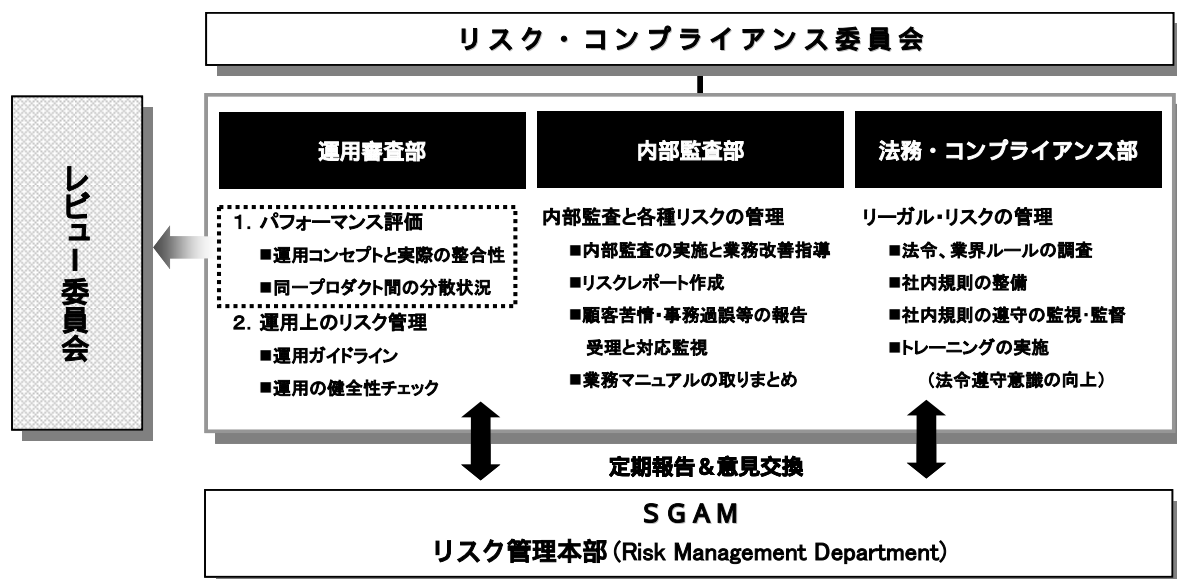 リスク・コンプライアンス委員会
レビュー委員会
運用審査部
1．パフォーマンス評価
■運用コンセプトと実際の整合性
■同一プロダクト間の分散状況
2．運用上のリスク管理
■運用ガイドライン
■運用の健全性チェック
内部監査部
内部監査と各種リスクの管理
■内部監査の実施と業務改善指導
■リスクレポート作成
■顧客苦情・事務過誤等の報告
受理と対応監視
■業務マニュアルの取りまとめ
法務・コンプライアンス部
リーガル・リスクの管理
■法令、業界ルールの調査
■社内規則の整備
■社内規則の遵守の監視・監督
■トレーニングの実施
（法令遵守意識の向上）
定期報告＆意見交換
ＳＧＡＭ
リスク管理本部（Risk Management Department）